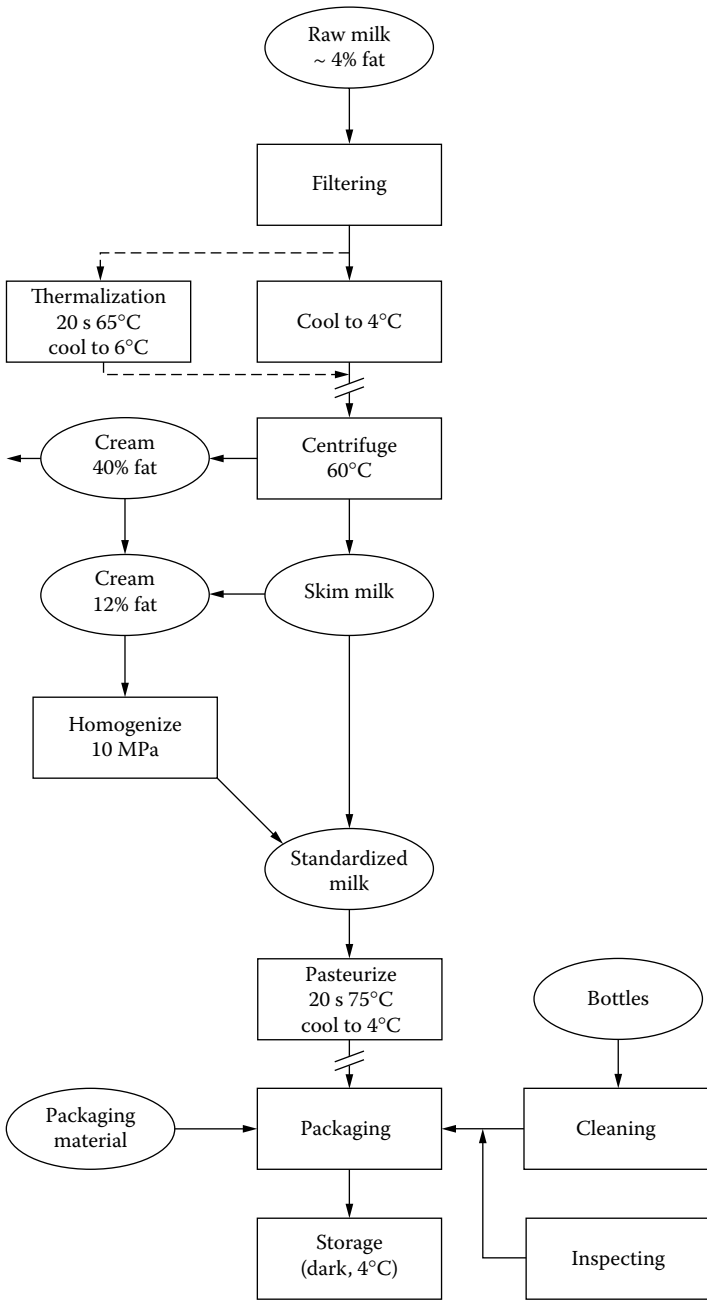 Raw milk
~ 4% fat
Filtering
Thermalization
20 s 65°C
cool to 6°C
Cool to 4°C
Cream
40% fat
Centrifuge
60°C
Cream
12% fat
Skim milk
Homogenize
10 MPa
Standardized
milk
Pasteurize
20 s 75°C
cool to 4°C
Bottles
Packaging
material
Packaging
Cleaning
Storage
(dark, 4°C)
Inspecting